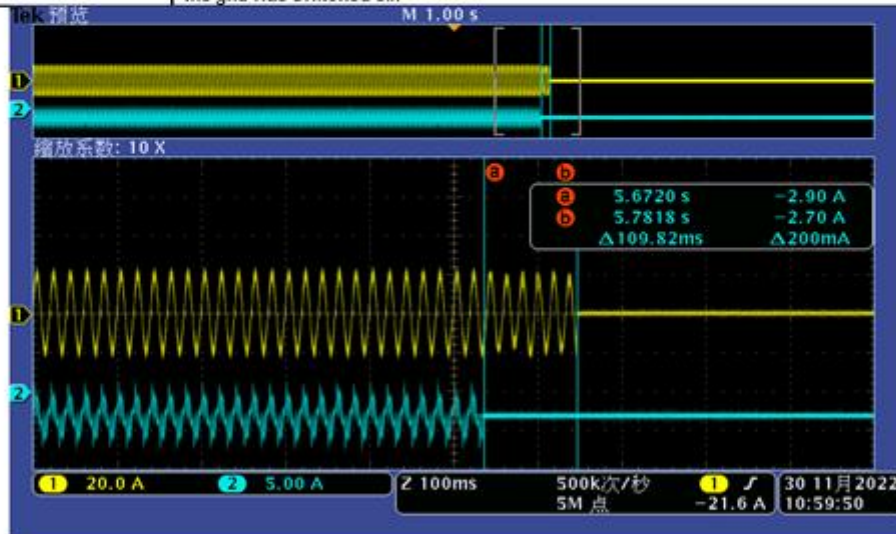 Tek 预览
M 1.00 s
1
2
缩放系数: 10 X
a b
a 5.6720 s -2.90 A
b 5.7818 s -2.70 A
Δ109.82ms Δ200mA
1
2
1 20.0 A 2 5.00 A Z 100ms 500k次/秒 1 30 11月 2022
5M 点 -21.6 A 10:59:50